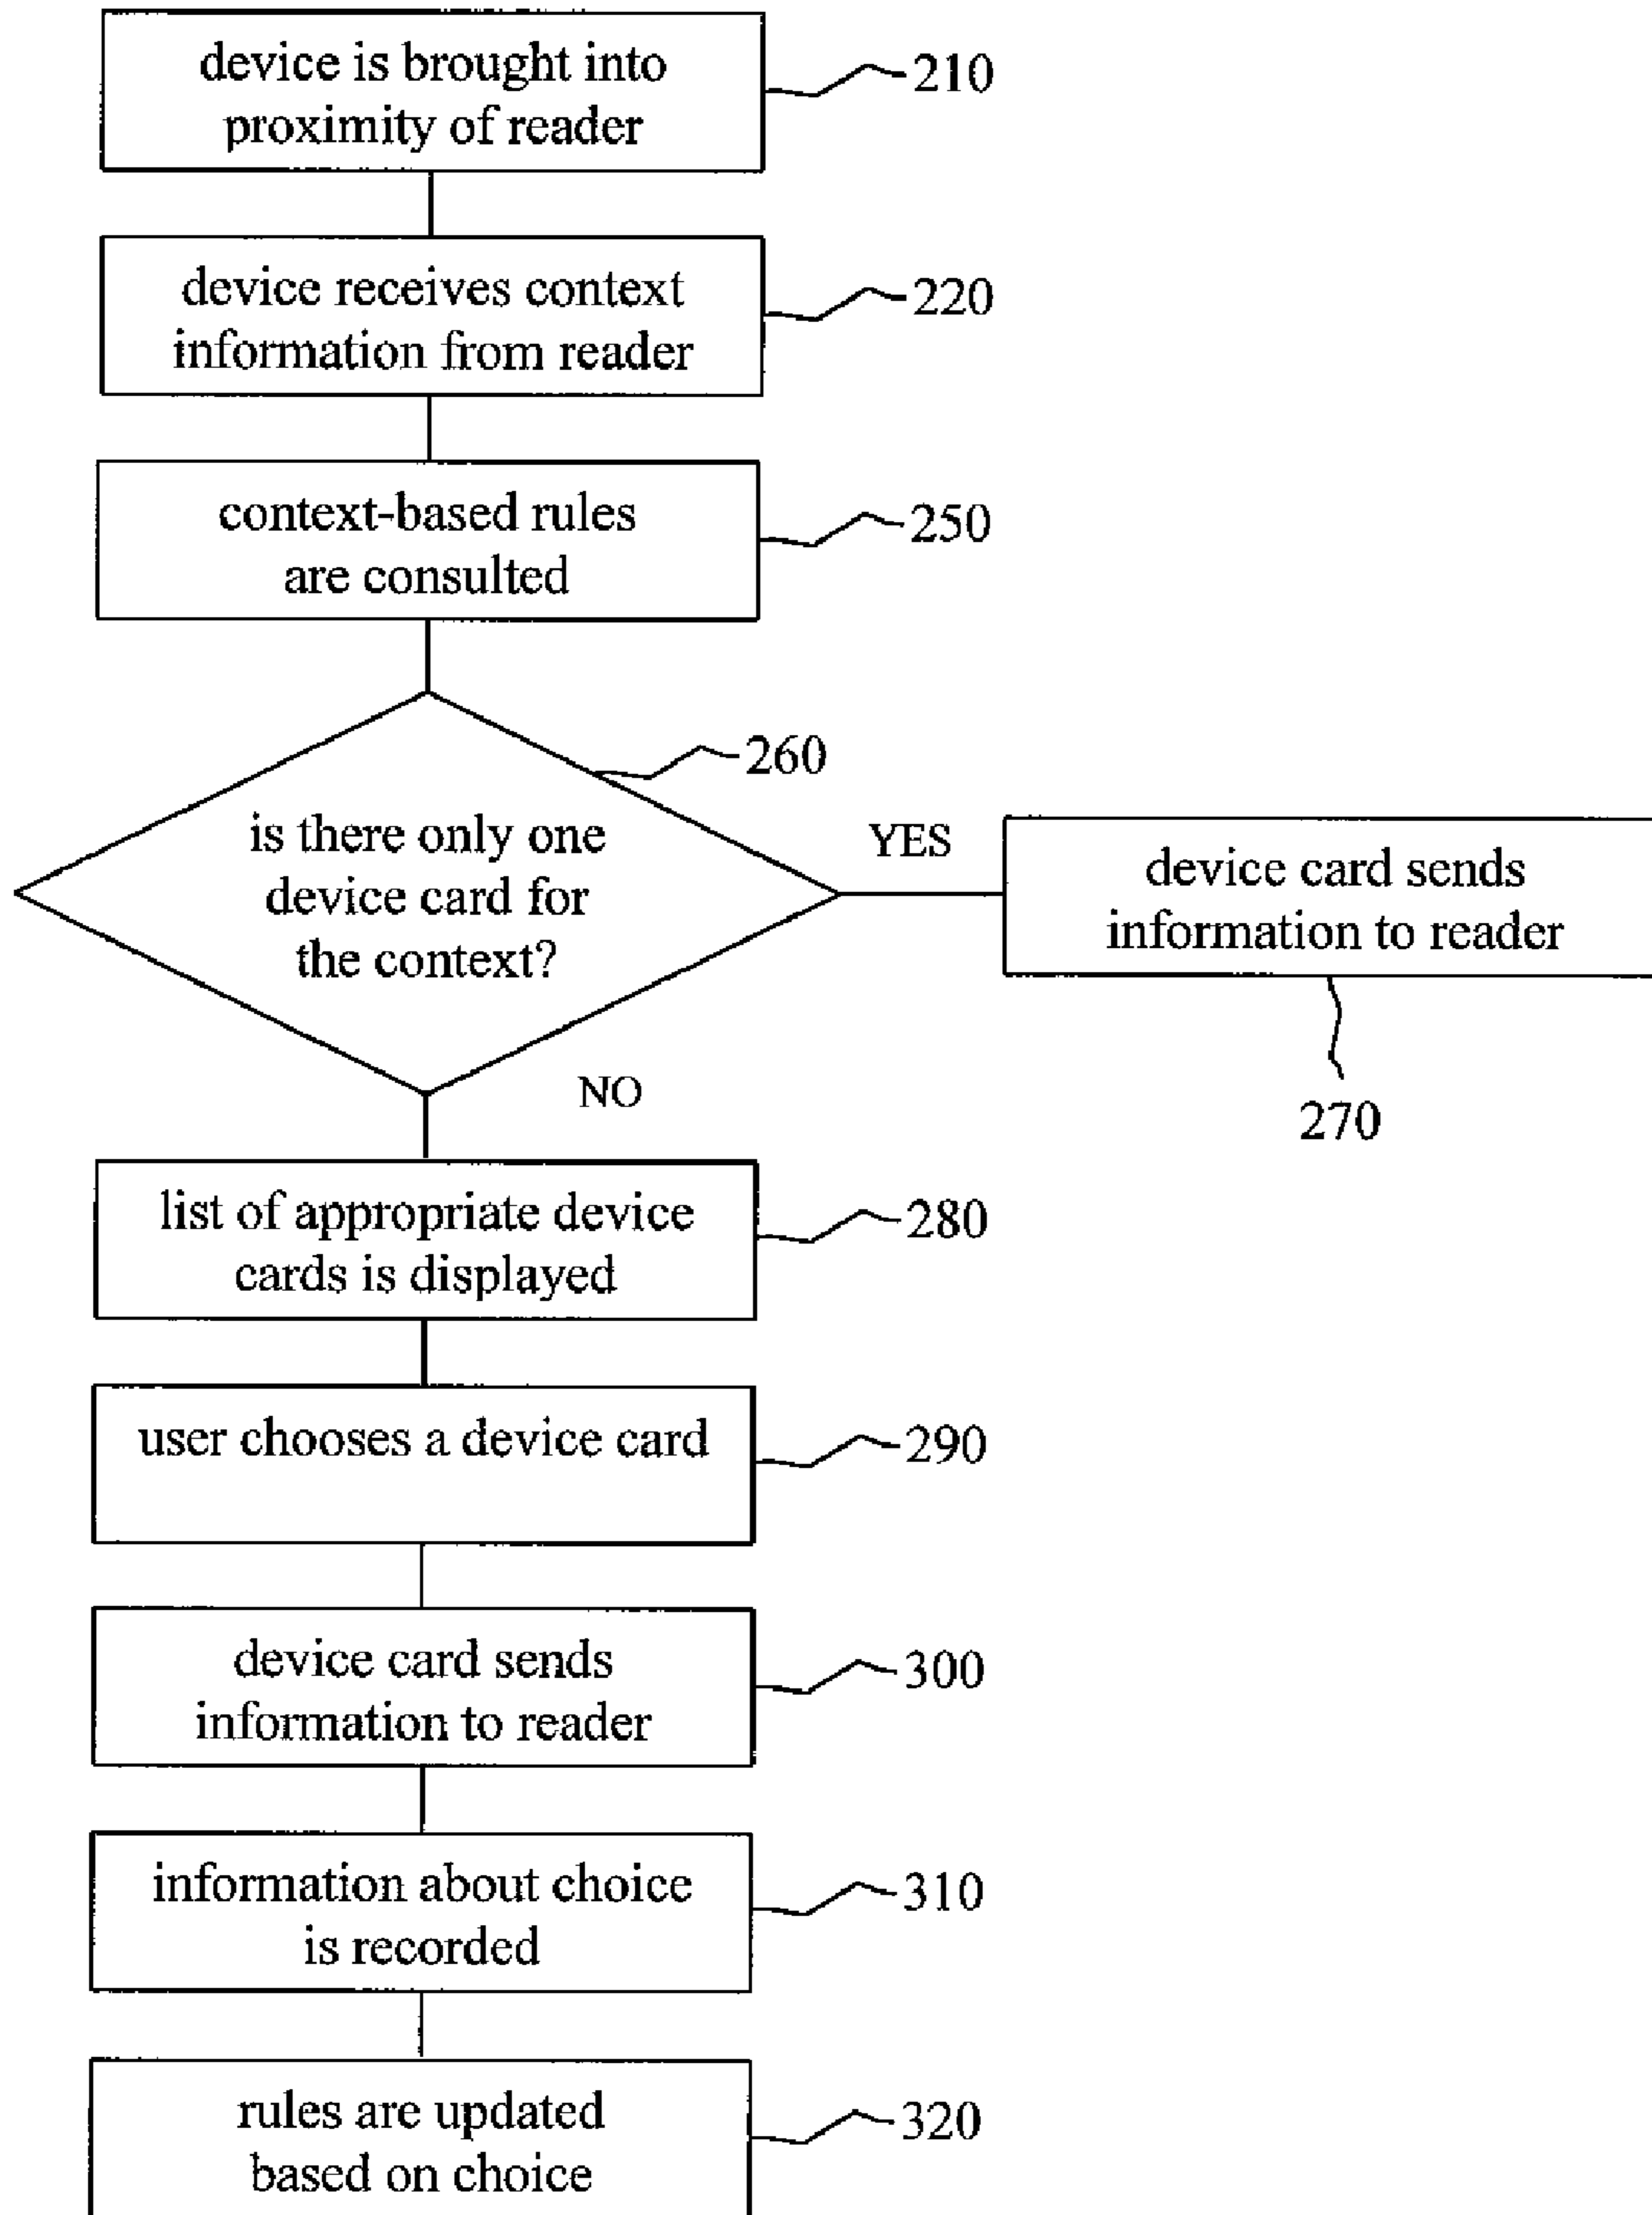 device is brought into
proximity of reader
210
device receives context
information from reader
220
context-based rules
are consulted
250
260
is there only one
device card for
the context?
YES
device card sends
information to reader
270
NO
list of appropriate device
cards is displayed
280
user chooses a device card
290
device card sends
information to reader
300
information about choice
is recorded
310
rules are updated
based on choice
320